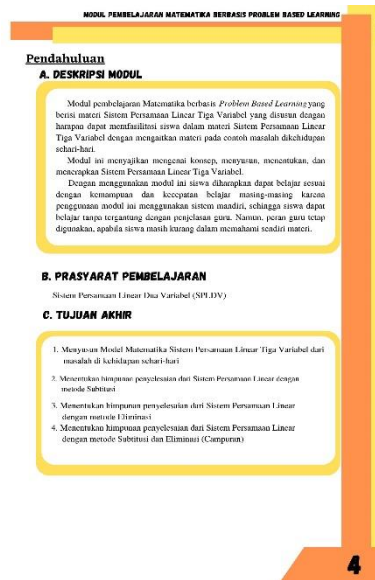 MODUL PEMBELAJARAN MATEMATIKA BERBASIS PROBLEM BASED LEARNING
Pendahuluan
A. DESKRIPSI MODUL
Modul pembelajaran Matematika berbasis Problem Based Learning yang
berisi materi Sistem Persamaan Linear Tiga Variabel yang disusun dengan
harapan dapat memfasilitasi siswa dalam materi Sistem Persamaan Linear
Tiga Variabel dengan mengaitkan materi pada contoh masalah dikehidupan
sehari-hari.
Modul ini menyajikan mengenai konsep, menyusun, menentukan, dan
menerapkan Sistem Persamaan Linear Tiga Variabel.
Dengan menggunakan modul ini siswa diharapkan dapat belajar sesuai
dengan kemampuan dan kecepatan belajar masing-masing karena
penggunaan modul ini menggunakan sistem mandiri, sehingga siswa dapat
belajar tanpa tergantung dengan penjelasan guru. Namun, peran guru tetap
digunakan, apabila siswa masih kurang dalam memahami sendiri materi.
B. PRASYARAT PEMBELAJARAN
Sistem Persamaan Linear Dua Variabel (SPLDV)
C. TUJUAN AKHIR
1. Menyusun Model Matematika Sistem Persamaan Linear Tiga Variabel dari
masalah di kehidupan sehari-hari
2. Menentukan himpunan penyelesaian dari Sistem Persamaan Linear dengan
metode Subtitusi
3. Menentukan himpunan penyelesaian dari Sistem Persamaan Linear
dengan metode Eliminasi
4. Menentukan himpunan penyelesaian dari Sistem Persamaan Linear
dengan metode Subtitusi dan Eliminasi (Campuran)
4